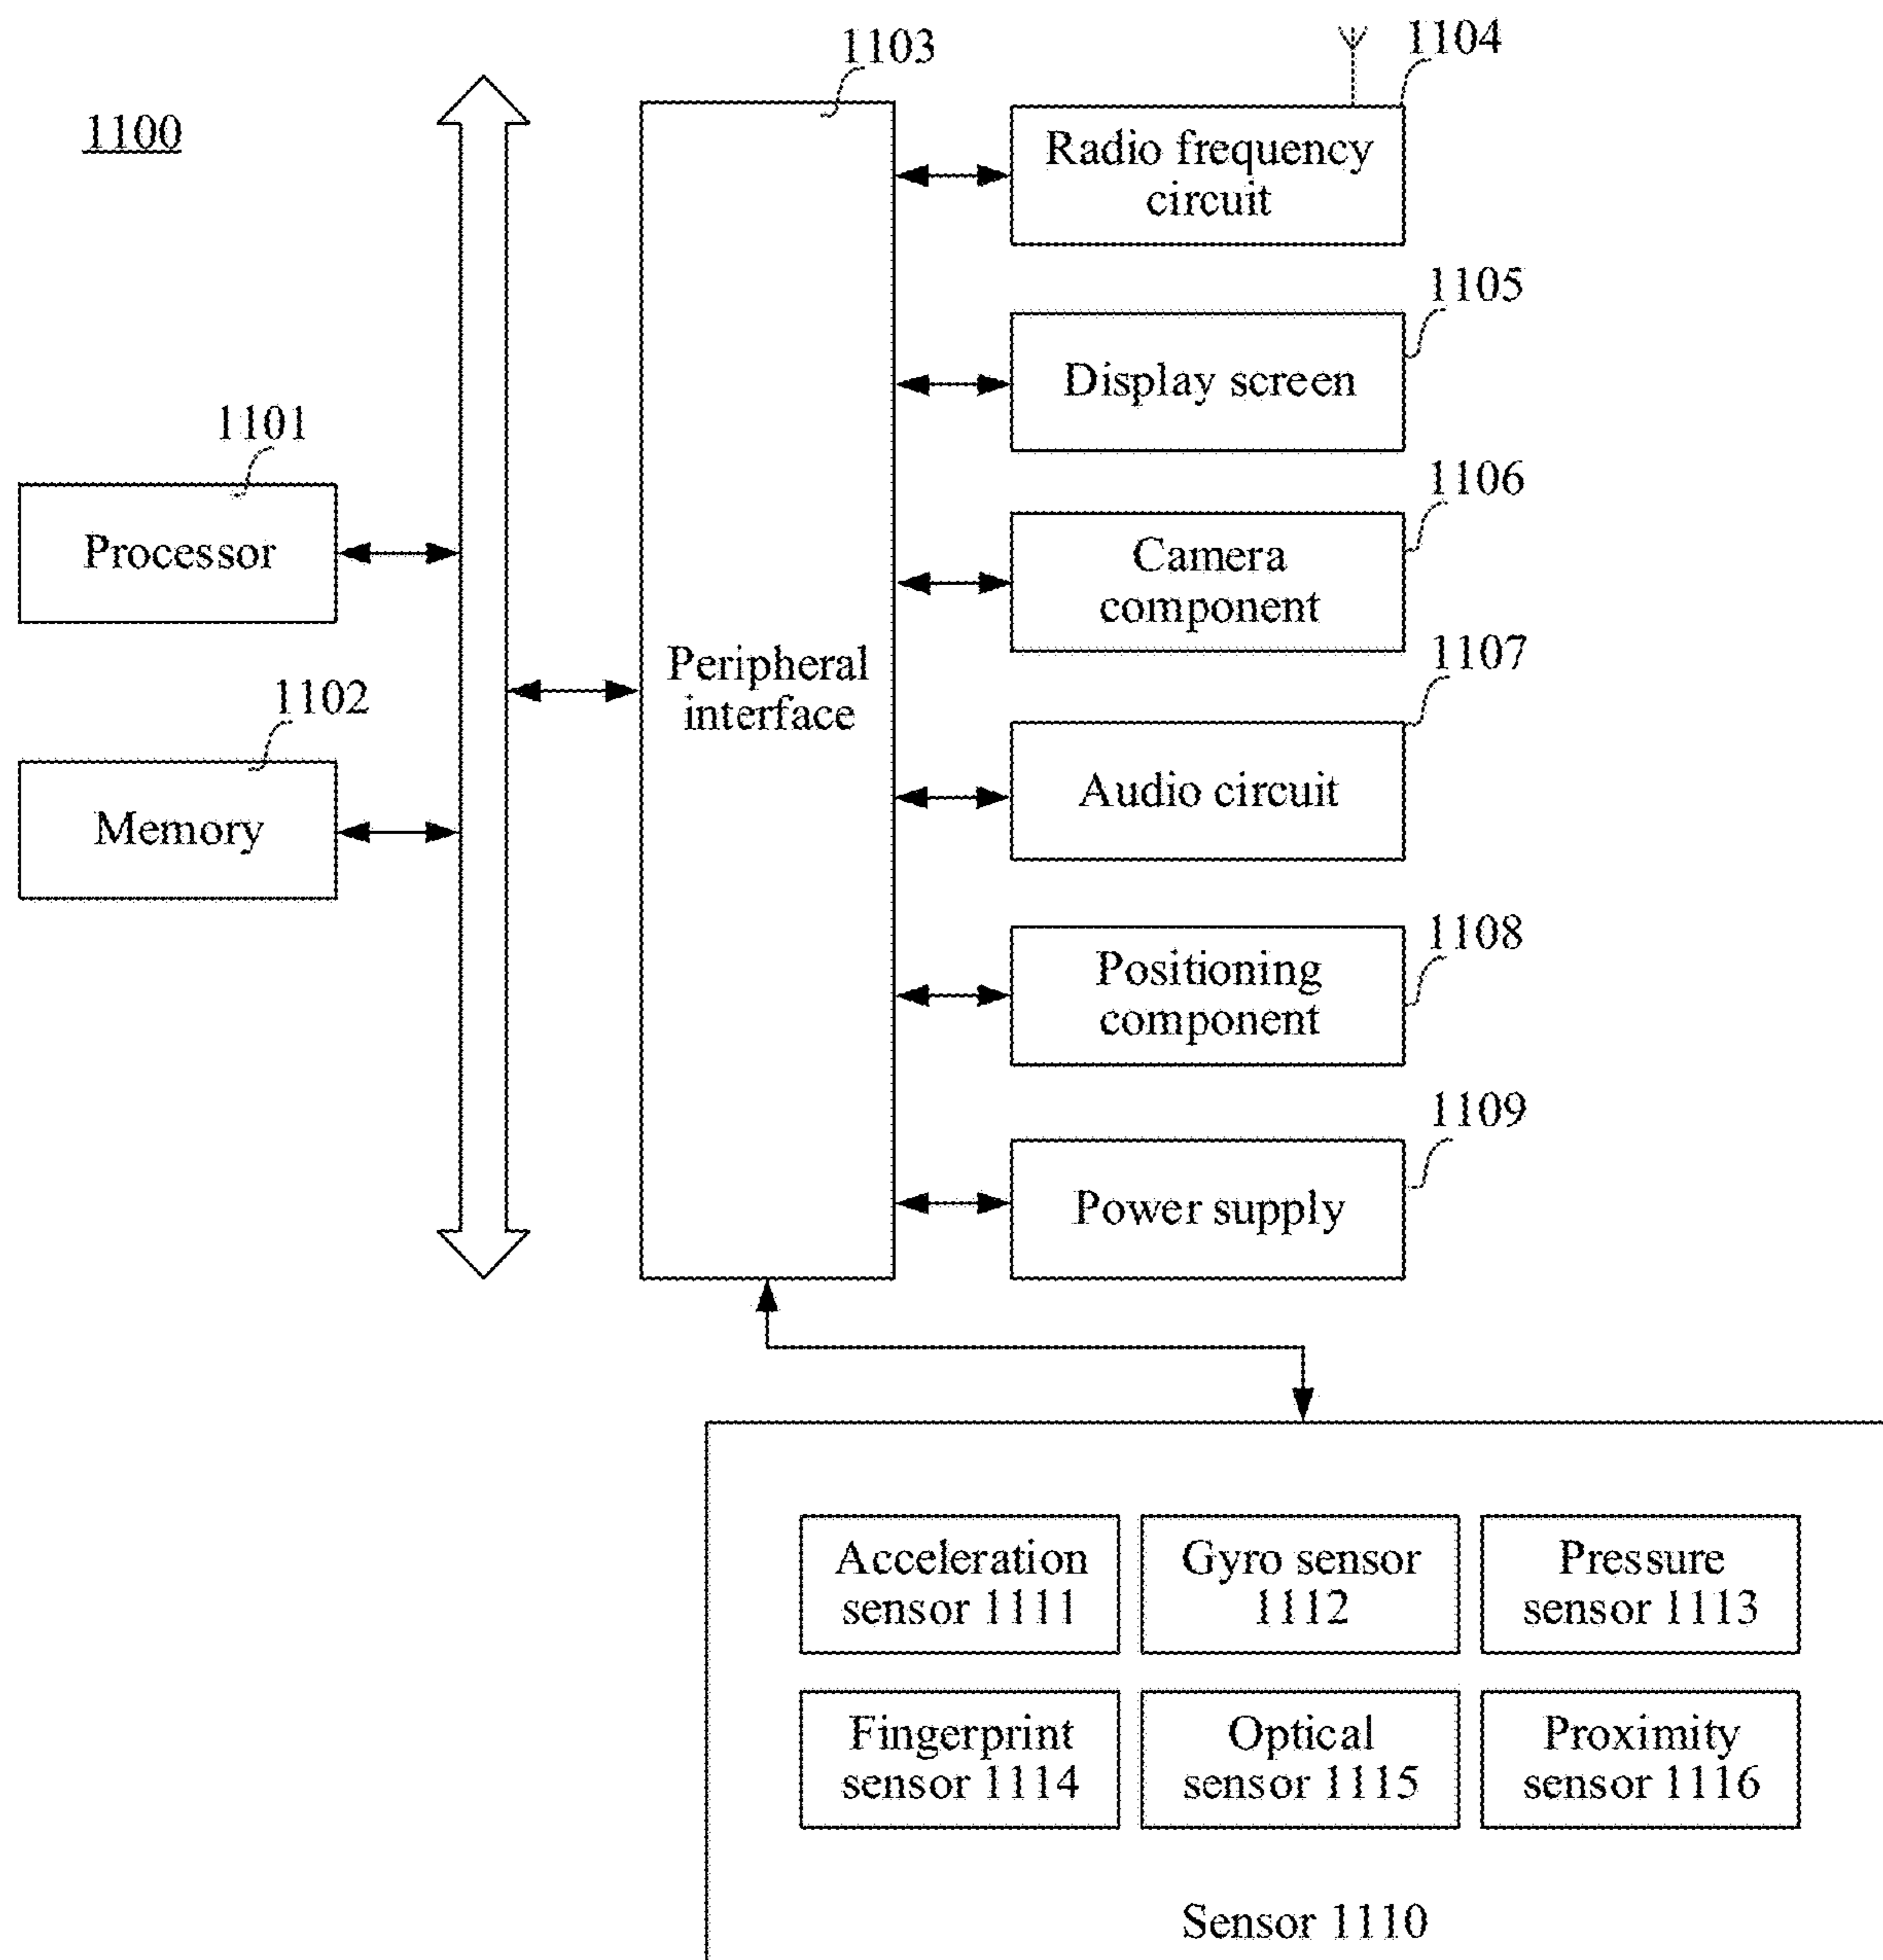 1100
1103
1104
Radio frequency
circuit
1105
Display screen
1101
Processor
1106
Camera
component
Peripheral
interface
1107
Audio circuit
1102
Memory
1108
Positioning
component
1109
Power supply
Acceleration
sensor 1111
Gyro sensor
1112
Pressure
sensor 1113
Fingerprint
sensor 1114
Optical
sensor 1115
Proximity
sensor 1116
Sensor 1110